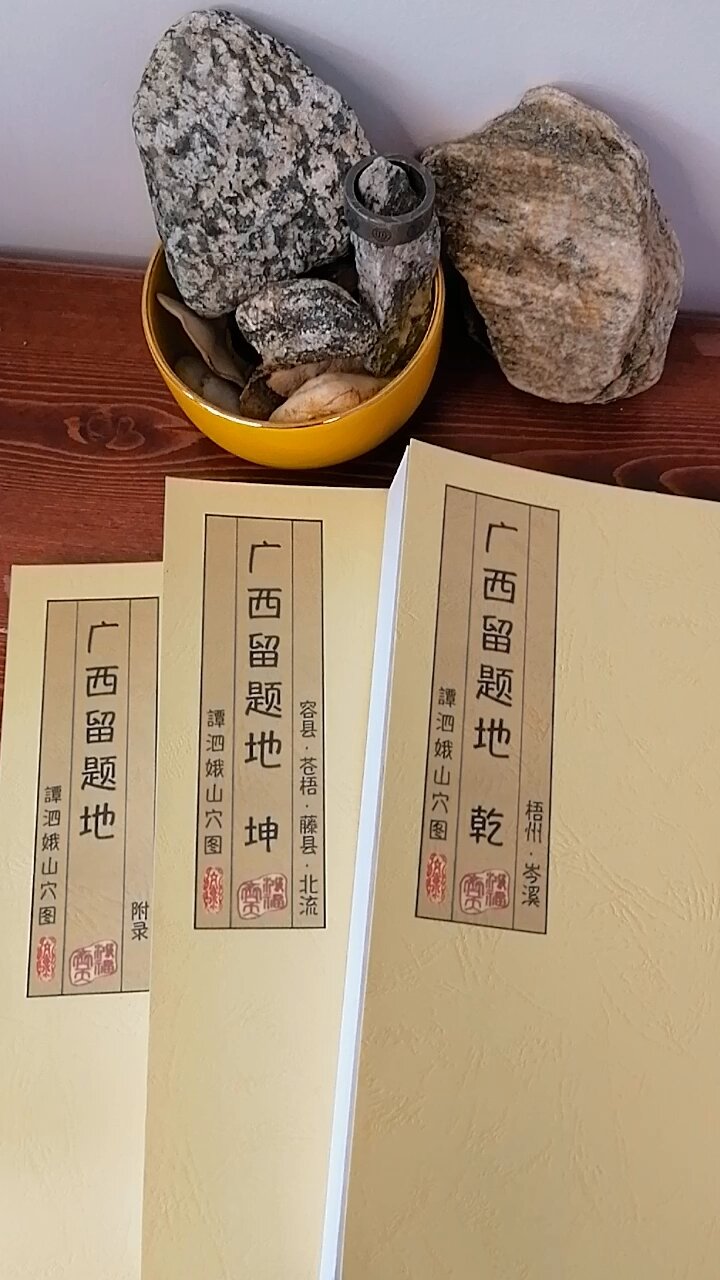 广西留题地
譚泗娥山穴图
附录
广西留题地 坤
譚泗娥山穴图
容县·苍梧·藤县·北流
广西留题地 乾
譚泗娥山穴图
梧州·岑溪